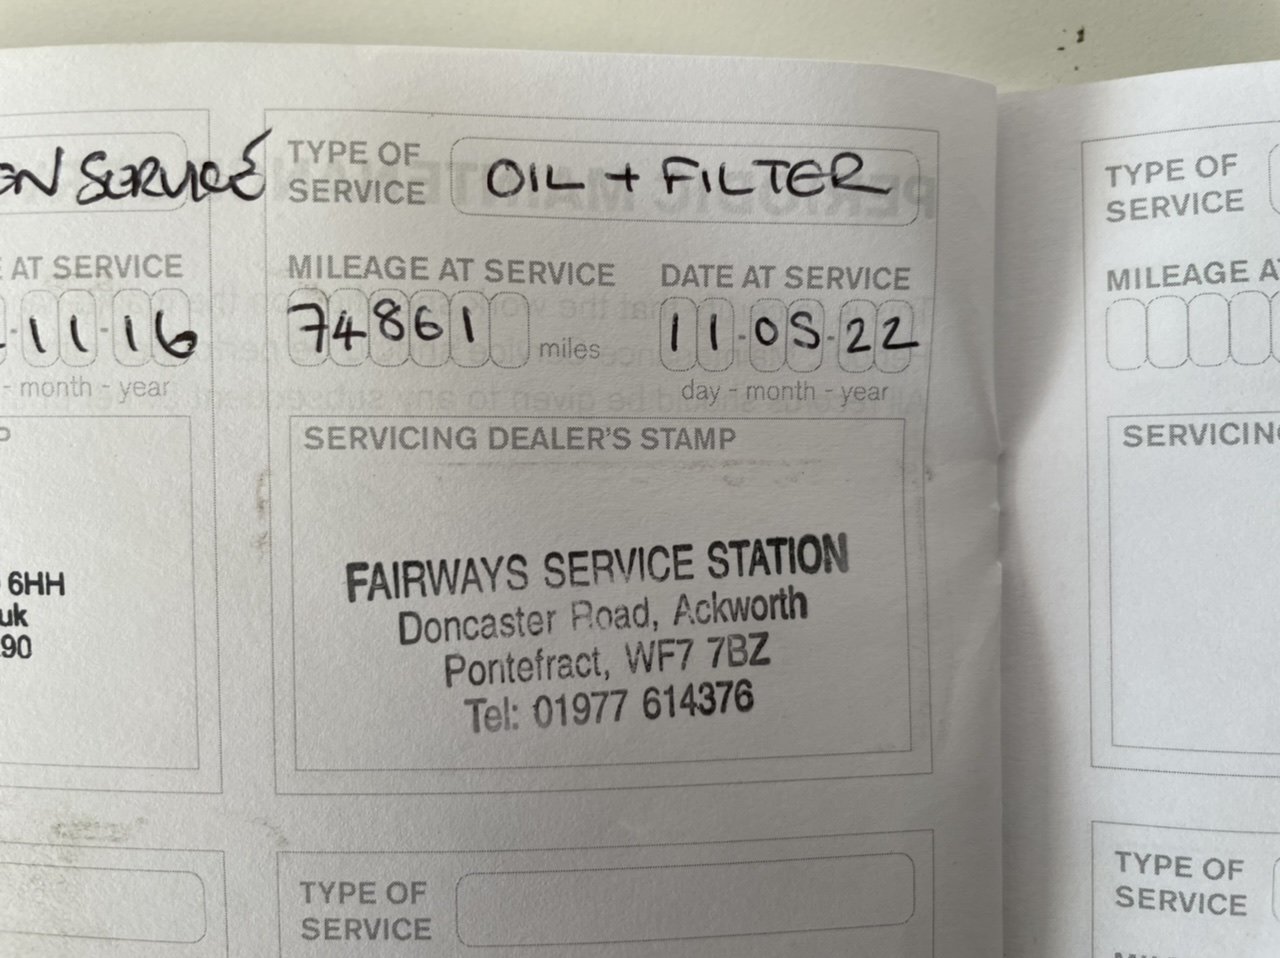 EN SERVICE
AT SERVICE
11-16
- month - year
6HH
uk
90
TYPE OF
SERVICE
OIL + FILTER
MILEAGE AT SERVICE
74861 miles
DATE AT SERVICE
11-05-22
day - month - year
SERVICING DEALER'S STAMP
FAIRWAYS SERVICE STATION
Doncaster Road, Ackworth
Pontefract, WF7 7BZ
Tel: 01977 614376
TYPE OF
SERVICE
TYPE OF
SERVICE
MILEAGE A
SERVICIN
TYPE OF
SERVICE